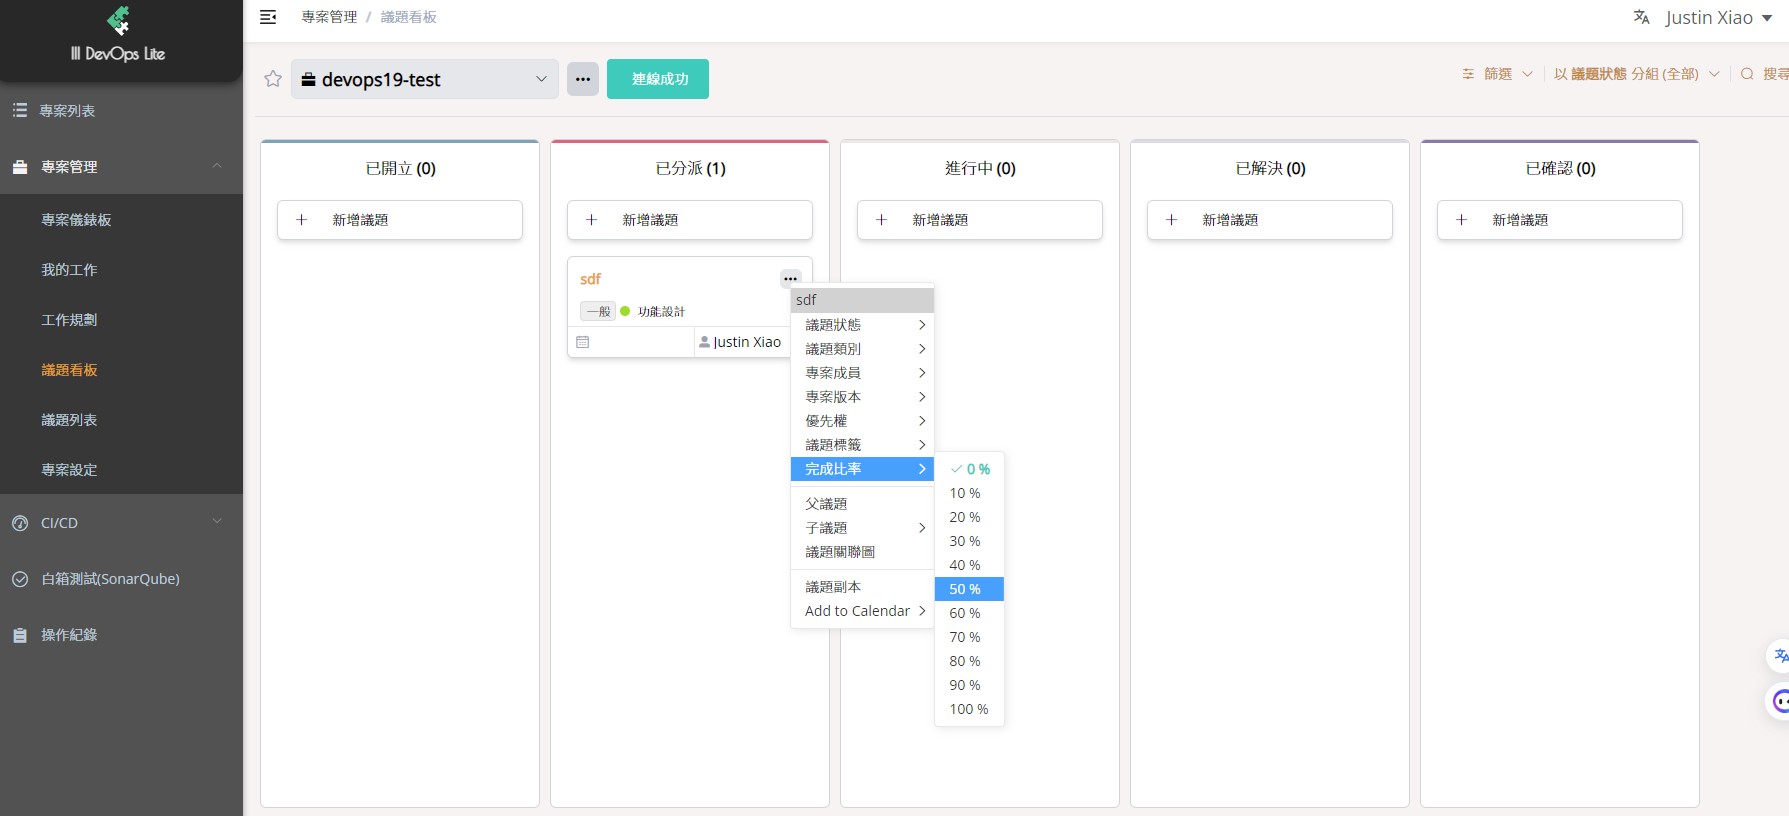 III DevOps Lite
專案管理 / 議題看板
Justin Xiao
專案列表
專案管理
專案儀錶板
我的工作
工作規劃
議題看板
議題列表
專案設定
CI/CD
白箱測試(SonarQube)
操作紀錄
devops19-test
連線成功
篩選
以 議題狀態 分組 (全部)
搜尋
已開立 (0)
新增議題
已分派 (1)
新增議題
sdf
一般 功能設計
Justin Xiao
進行中 (0)
新增議題
已解決 (0)
新增議題
已確認 (0)
新增議題
sdf
議題狀態
議題類別
專案成員
專案版本
優先權
議題標籤
完成比率
父議題
子議題
議題關聯圖
議題副本
Add to Calendar
0 %
10 %
20 %
30 %
40 %
50 %
60 %
70 %
80 %
90 %
100 %